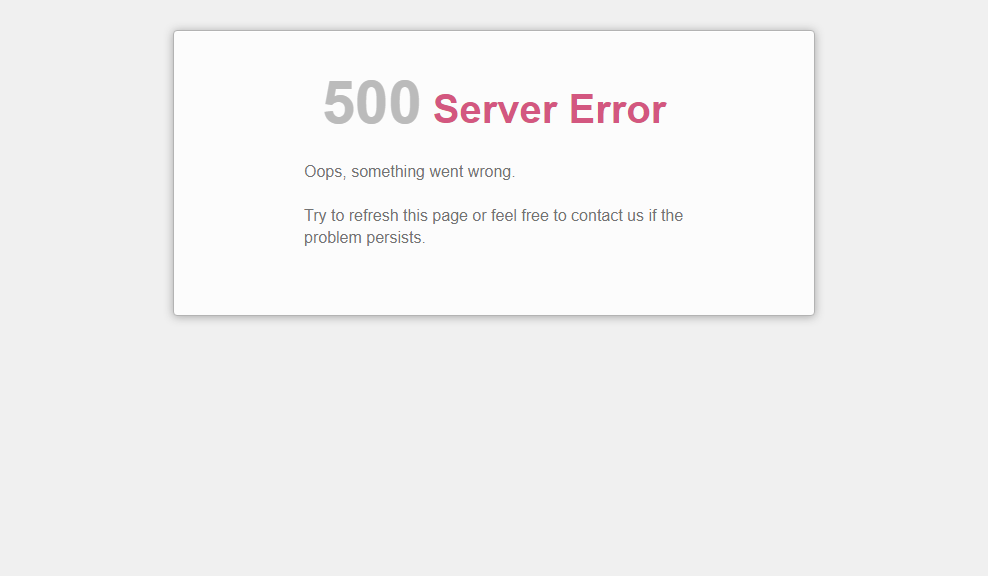 500 Server Error
Oops, something went wrong.
Try to refresh this page or feel free to contact us if the
problem persists.